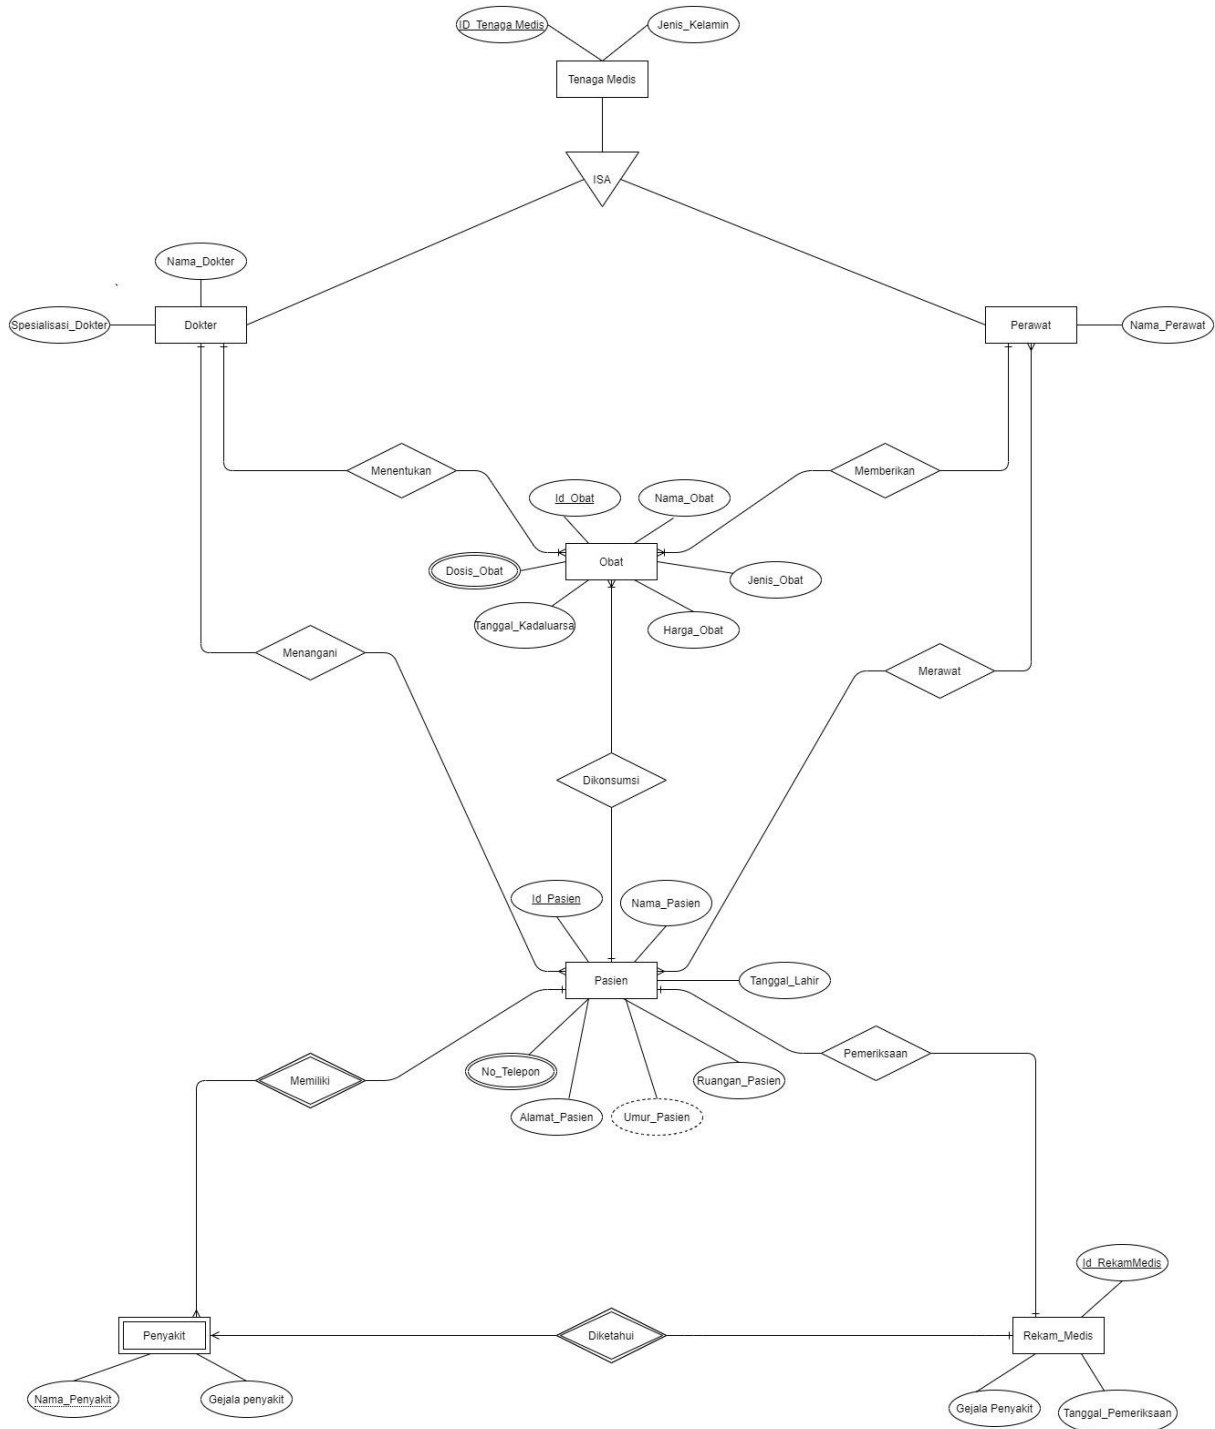 ID_Tenaga Medis
Jenis_Kelamin
Tenaga Medis
ISA
Nama_Dokter
Spesialisasi_Dokter
Dokter
Perawat
Nama_Perawat
Menentukan
Memberikan
Id_Obat
Nama_Obat
Obat
Dosis_Obat
Jenis_Obat
Tanggal_Kadaluarsa
Harga_Obat
Menangani
Merawat
Dikonsumsi
Id_Pasien
Nama_Pasien
Pasien
Tanggal_Lahir
Memiliki
No_Telepon
Pemeriksaan
Ruangan_Pasien
Alamat_Pasien
Umur_Pasien
Id_RekamMedis
Penyakit
Diketahui
Rekam_Medis
Nama_Penyakit
Gejala penyakit
Gejala Penyakit
Tanggal_Pemeriksaan